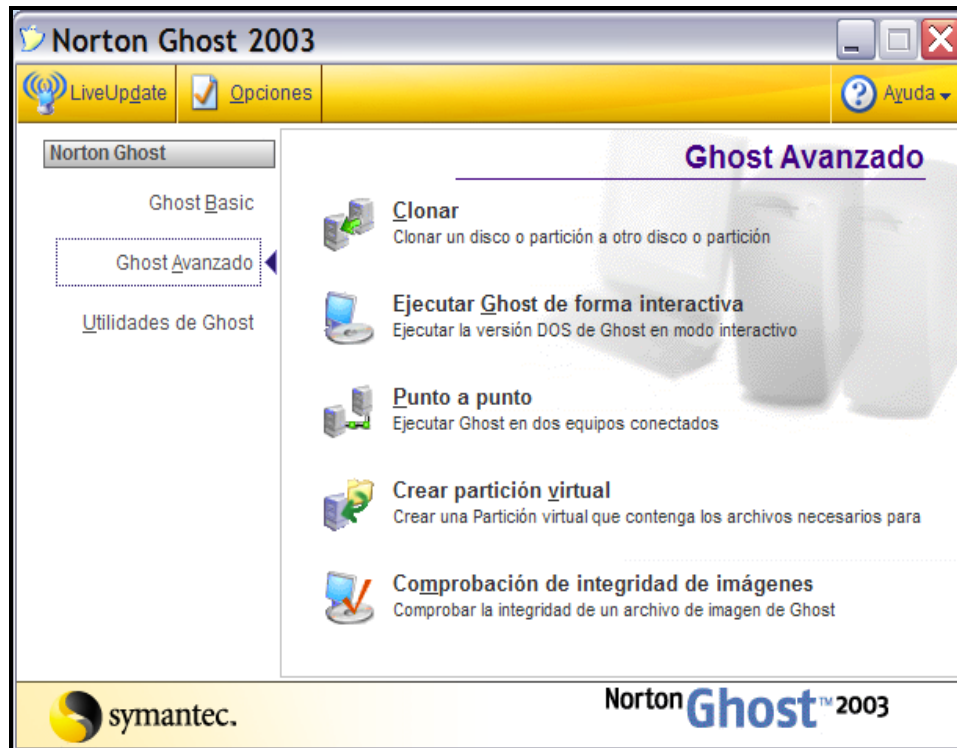 Norton Ghost 2003
LiveUpdate
Opciones
Ayuda
Norton Ghost
Ghost Basic
Ghost Avanzado
Utilidades de Ghost
Ghost Avanzado
Clonar
Clonar un disco o partición a otro disco o partición
Ejecutar Ghost de forma interactiva
Ejecutar la versión DOS de Ghost en modo interactivo
Punto a punto
Ejecutar Ghost en dos equipos conectados
Crear partición virtual
Crear una Partición virtual que contenga los archivos necesarios para
Comprobación de integridad de imágenes
Comprobar la integridad de un archivo de imagen de Ghost
symantec.
Norton Ghost™ 2003